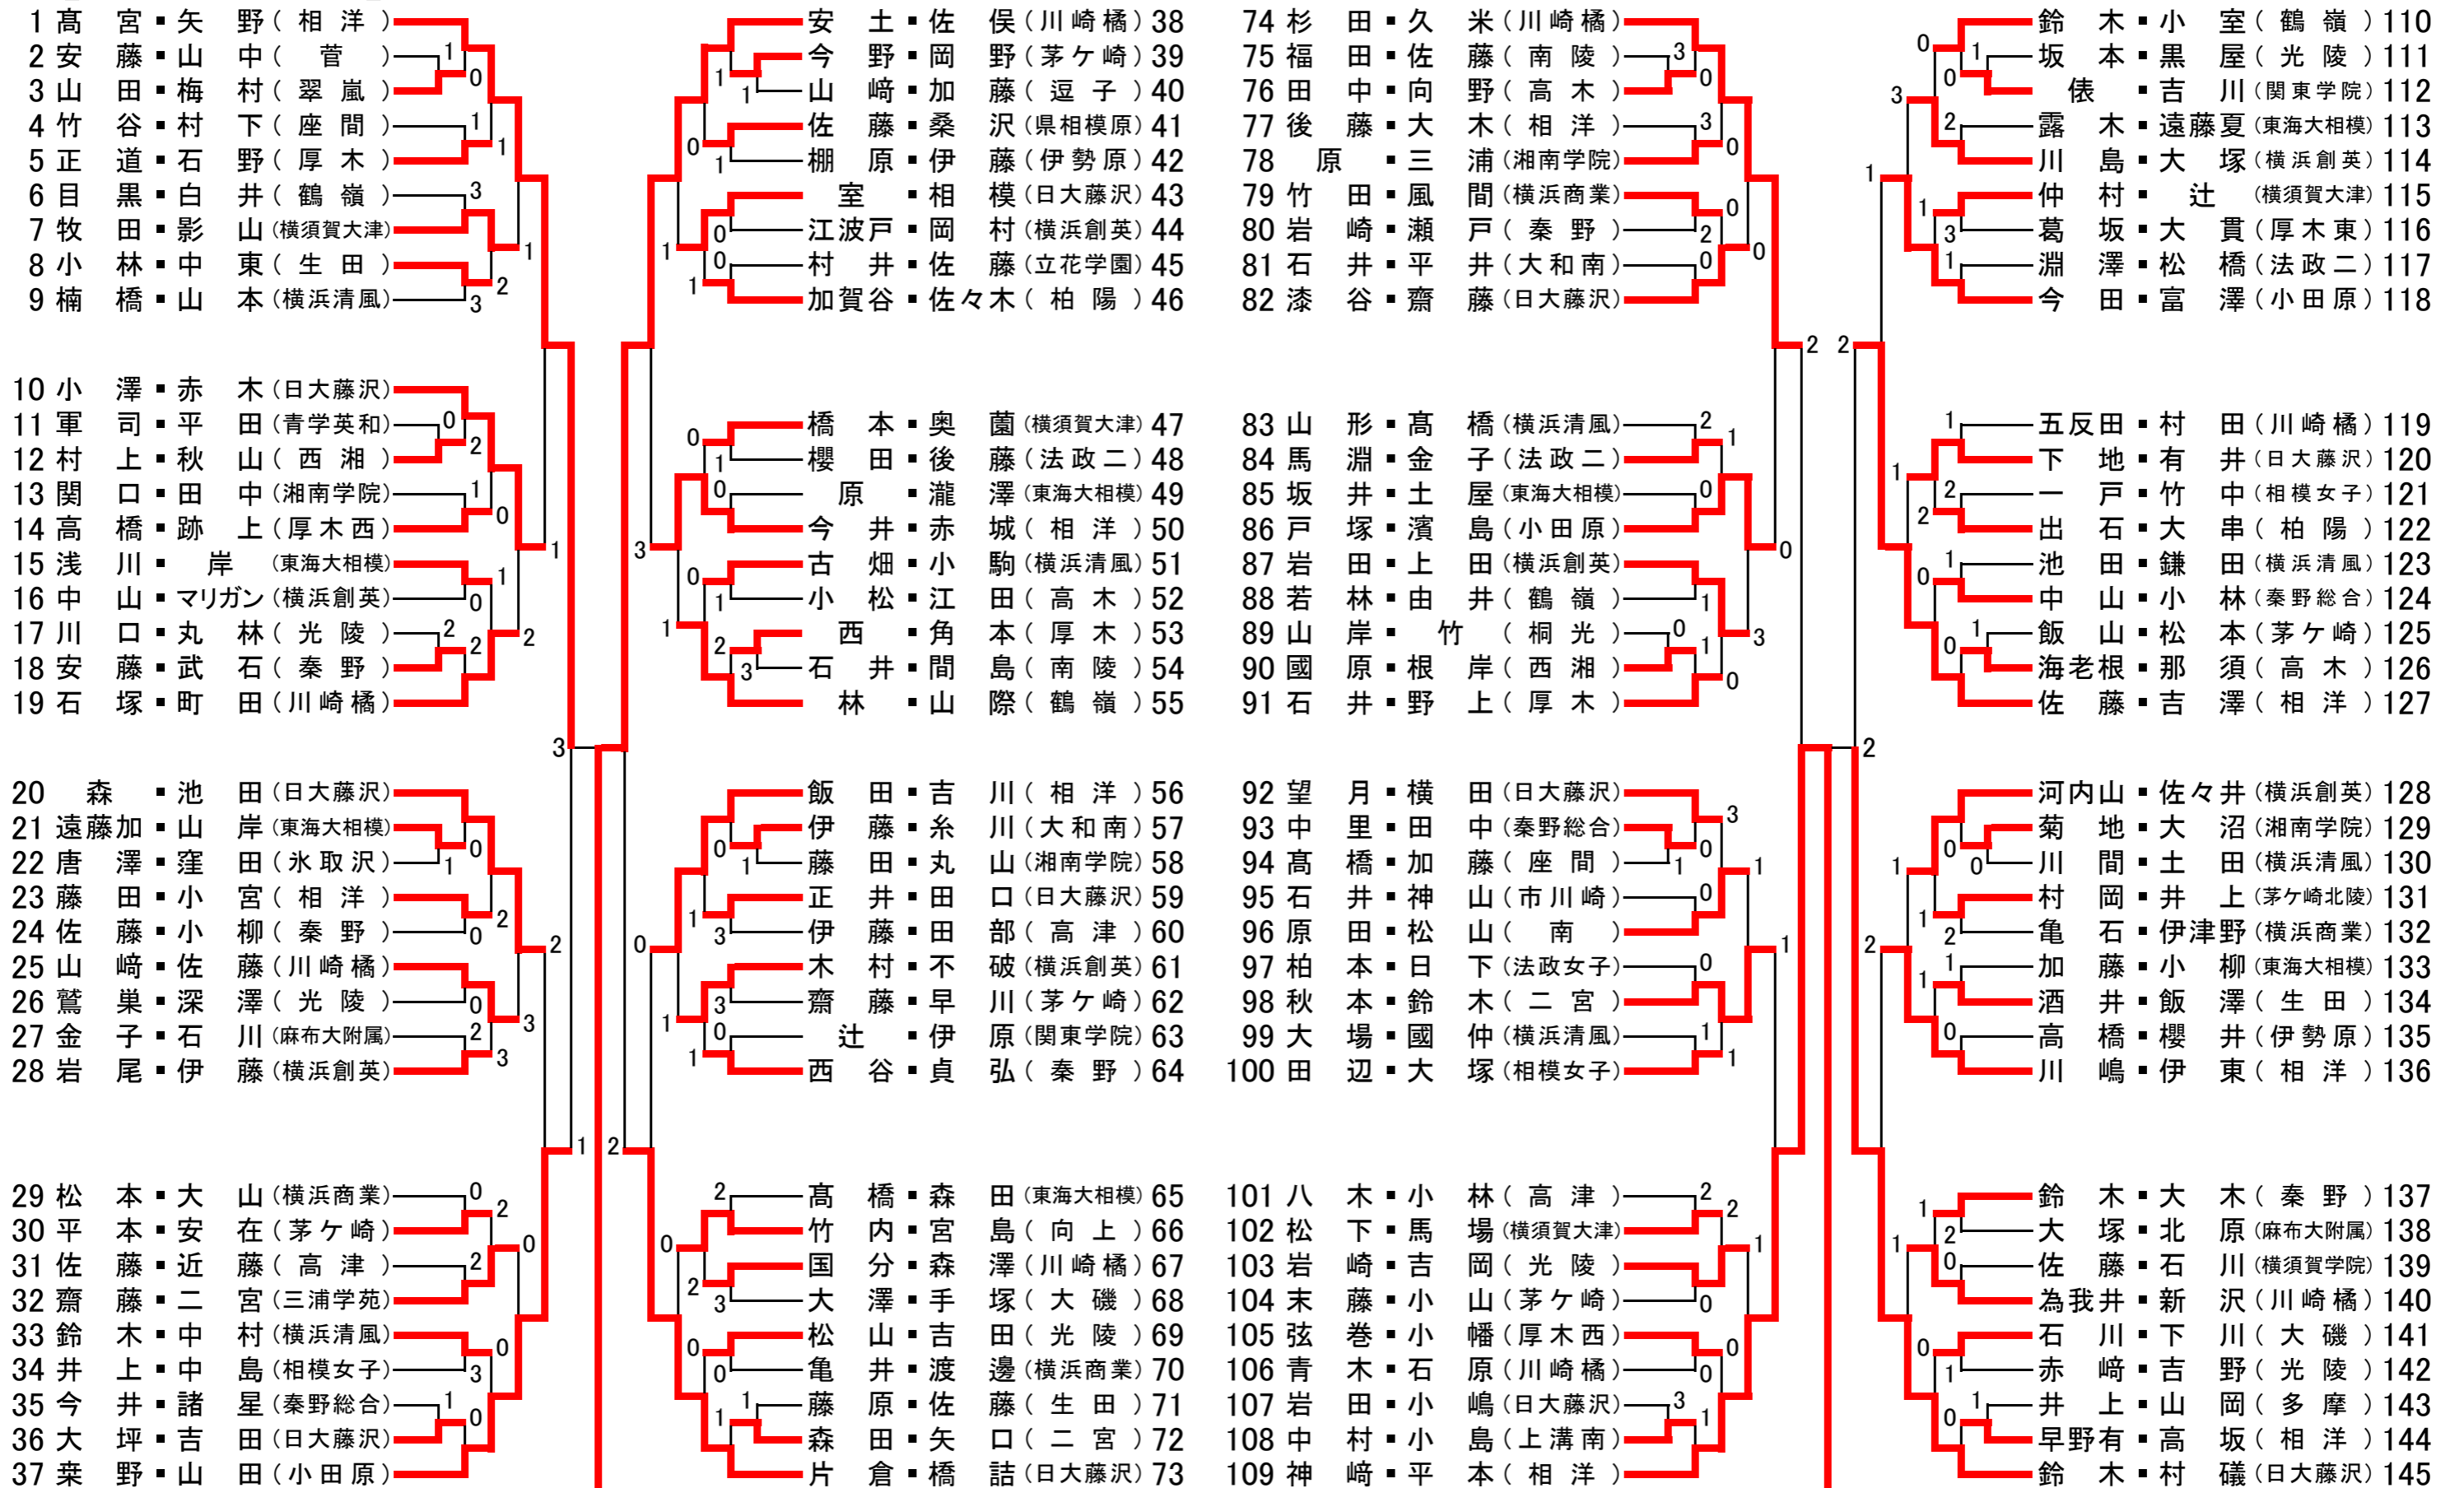 1 髙宮・矢野(相洋)
2 安藤・山中(菅)
3 山田・梅村(翠嵐)
4 竹谷・村下(座間)
5 正道・石野(厚木)
6 目黒・白井(鶴嶺)
7 牧田・影山(横須賀大津)
8 小林・中東(生田)
9 楠橋・山本(横浜清風)
10 小澤・赤木(日大藤沢)
11 軍司・平田(青学英和)
12 村上・秋山(西湘)
13 関口・田中(湘南学院)
14 高橋・跡上(厚木西)
15 浅川・岸(東海大相模)
16 中山・マリガン(横浜創英)
17 川口・丸林(光陵)
18 安藤・武石(秦野)
19 石塚・町田(川崎橘)
20 森・池田(日大藤沢)
21 遠藤加・山岸(東海大相模)
22 唐澤・窪田(氷取沢)
23 藤田・小宮(相洋)
24 佐藤・小柳(秦野)
25 山﨑・佐藤(川崎橘)
26 鷲巣・深澤(光陵)
27 金子・石川(麻布大附属)
28 岩尾・伊藤(横浜創英)
29 松本・大山(横浜商業)
30 平本・安在(茅ケ崎)
31 佐藤・近藤(高津)
32 齋藤・二宮(三浦学苑)
33 鈴木・中村(横浜清風)
34 井上・中島(相模女子)
35 今井・諸星(秦野総合)
36 大坪・吉田(日大藤沢)
37 来野・山田(小田原)
安土・佐俣(川崎橘)38
今野・岡野(茅ケ崎)39
山﨑・加藤(逗子)40
佐藤・桑沢(県相模原)41
棚原・伊藤(伊勢原)42
室・相模(日大藤沢)43
江波戸・岡村(横浜創英)44
村井・佐藤(立花学園)45
加賀谷・佐々木(柏陽)46
橋本・奥薗(横須賀大津)47
櫻田・後藤(法政二)48
原・瀧澤(東海大相模)49
今井・赤城(相洋)50
古畑・小駒(横浜清風)51
小松・江田(高木)52
西・角本(厚木)53
石井・間島(南陵)54
林・山際(鶴嶺)55
飯田・吉川(相洋)56
伊藤・糸川(大和南)57
藤田・丸山(湘南学院)58
正井・田口(日大藤沢)59
伊藤・田部(高津)60
木村・不破(横浜創英)61
齋藤・早川(茅ケ崎)62
辻・伊原(関東学院)63
西谷・貞弘(秦野)64
髙橋・森田(東海大相模)65
竹内・宮島(向上)66
国分・森澤(川崎橘)67
大澤・手塚(大磯)68
松山・吉田(光陵)69
亀井・渡邊(横浜商業)70
藤原・佐藤(生田)71
森田・矢口(二宮)72
片倉・橋詰(日大藤沢)73
74 杉田・久米(川崎橘)
75 福田・佐藤(南陵)
76 田中・向野(高木)
77 後藤・大木(相洋)
78 原・三浦(湘南学院)
79 竹田・風間(横浜商業)
80 岩崎・瀬戸(秦野)
81 石井・平井(大和南)
82 漆谷・齋藤(日大藤沢)
83 山形・髙橋(横浜清風)
84 馬淵・金子(法政二)
85 坂井・土屋(東海大相模)
86 戸塚・濱島(小田原)
87 岩田・上田(横浜創英)
88 若林・由井(鶴嶺)
89 山岸・竹(桐光)
90 國原・根岸(西湘)
91 石井・野上(厚木)
92 望月・横田(日大藤沢)
93 中里・田中(秦野総合)
94 髙橋・加藤(座間)
95 石井・神山(市川崎)
96 原田・松山(南)
97 柏本・日下(法政女子)
98 秋本・鈴木(二宮)
99 大場・國仲(横浜清風)
100 田辺・大塚(相模女子)
101 八木・小林(高津)
102 松下・馬場(横須賀大津)
103 岩崎・吉岡(光陵)
104 末藤・小山(茅ケ崎)
105 弦巻・小幡(厚木西)
106 青木・石原(川崎橘)
107 岩田・小嶋(日大藤沢)
108 中村・小島(上溝南)
109 神﨑・平本(相洋)
鈴木・小室(鶴嶺)110
坂本・黒屋(光陵)111
俵・吉川(関東学院)112
露木・遠藤夏(東海大相模)113
川島・大塚(横浜創英)114
仲村・辻(横須賀大津)115
葛坂・大貫(厚木東)116
淵澤・松橋(法政二)117
今田・富澤(小田原)118
五反田・村田(川崎橘)119
下地・有井(日大藤沢)120
一戸・竹中(相模女子)121
出石・大串(柏陽)122
池田・鎌田(横浜清風)123
中山・小林(秦野総合)124
飯山・松本(茅ケ崎)125
海老根・那須(高木)126
佐藤・吉澤(相洋)127
河内山・佐々井(横浜創英)128
菊地・大沼(湘南学院)129
川間・土田(横浜清風)130
村岡・井上(茅ケ崎北陵)131
亀石・伊津野(横浜商業)132
加藤・小柳(東海大相模)133
酒井・飯澤(生田)134
高橋・櫻井(伊勢原)135
川嶋・伊東(相洋)136
鈴木・大木(秦野)137
大塚・北原(麻布大附属)138
佐藤・石川(横須賀学院)139
為我井・新沢(川崎橘)140
石川・下川(大磯)141
赤﨑・吉野(光陵)142
井上・山岡(多摩)143
早野有・高坂(相洋)144
鈴木・村礒(日大藤沢)145